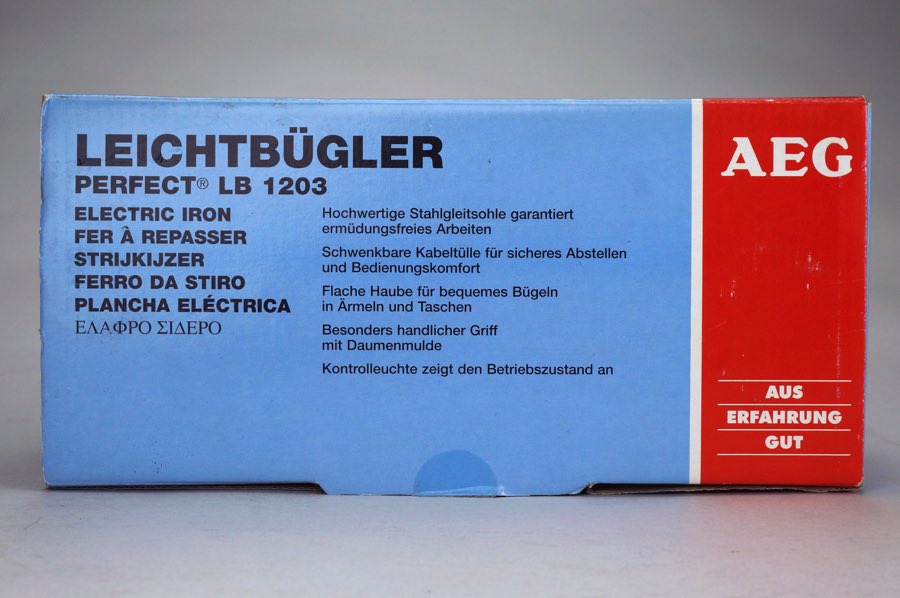 LEICHTBÜGLER
PERFECT® LB 1203
ELECTRIC IRON
FER À REPASSER
STRIJKIJZER
FERRO DA STIRO
PLANCHA ELÉCTRICA
ΕΛΑΦΡΟ ΣΙΔΕΡΟ
Hochwertige Stahlgleitsohle garantiert
ermüdungsfreies Arbeiten
Schwenkbare Kabeltülle für sicheres Abstellen
und Bedienungskomfort
Flache Haube für bequemes Bügeln
in Ärmeln und Taschen
Besonders handlicher Griff
mit Daumenmulde
Kontrolleuchte zeigt den Betriebszustand an
AEG
AUS
ERFAHRUNG
GUT